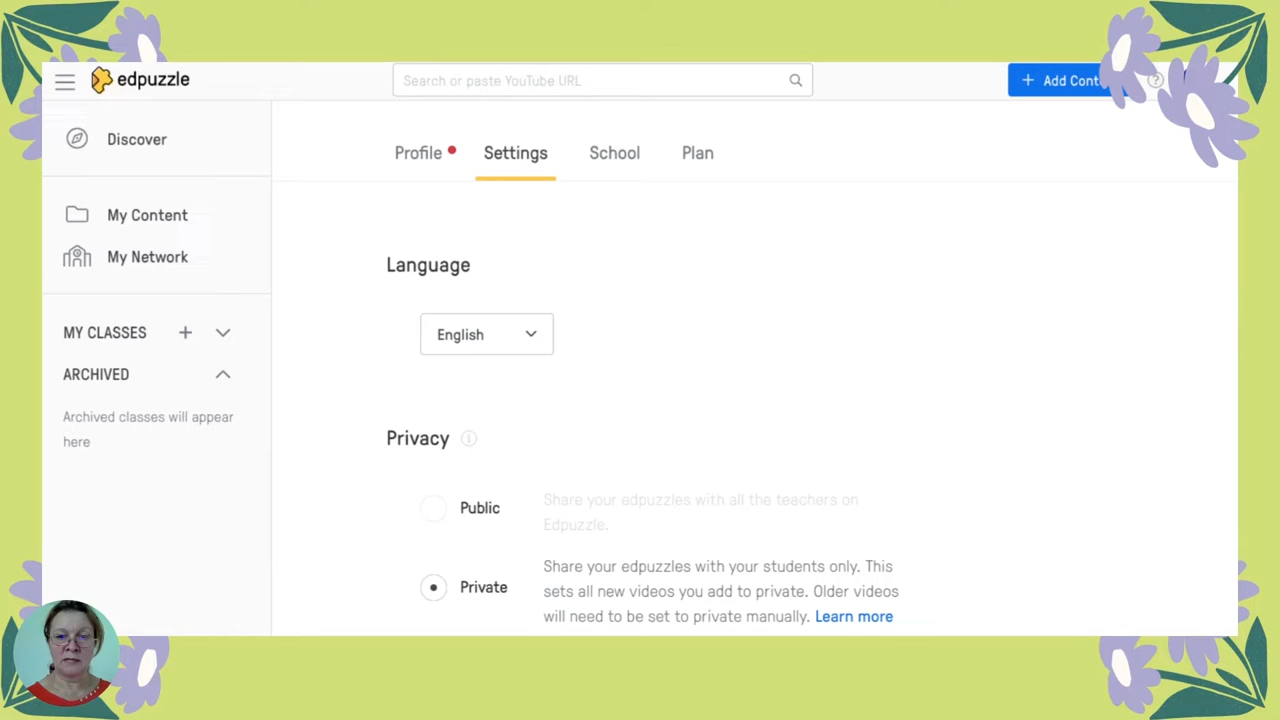 edpuzzle
Search or paste YouTube URL
+ Add Cont
?
Discover
My Content
My Network
MY CLASSES
ARCHIVED
Archived classes will appear
here
Profile
Settings
School
Plan
Language
English
Privacy
Public
Share your edpuzzles with all the teachers on
Edpuzzle.
Private
Share your edpuzzles with your students only. This
sets all new videos you add to private. Older videos
will need to be set to private manually. Learn more